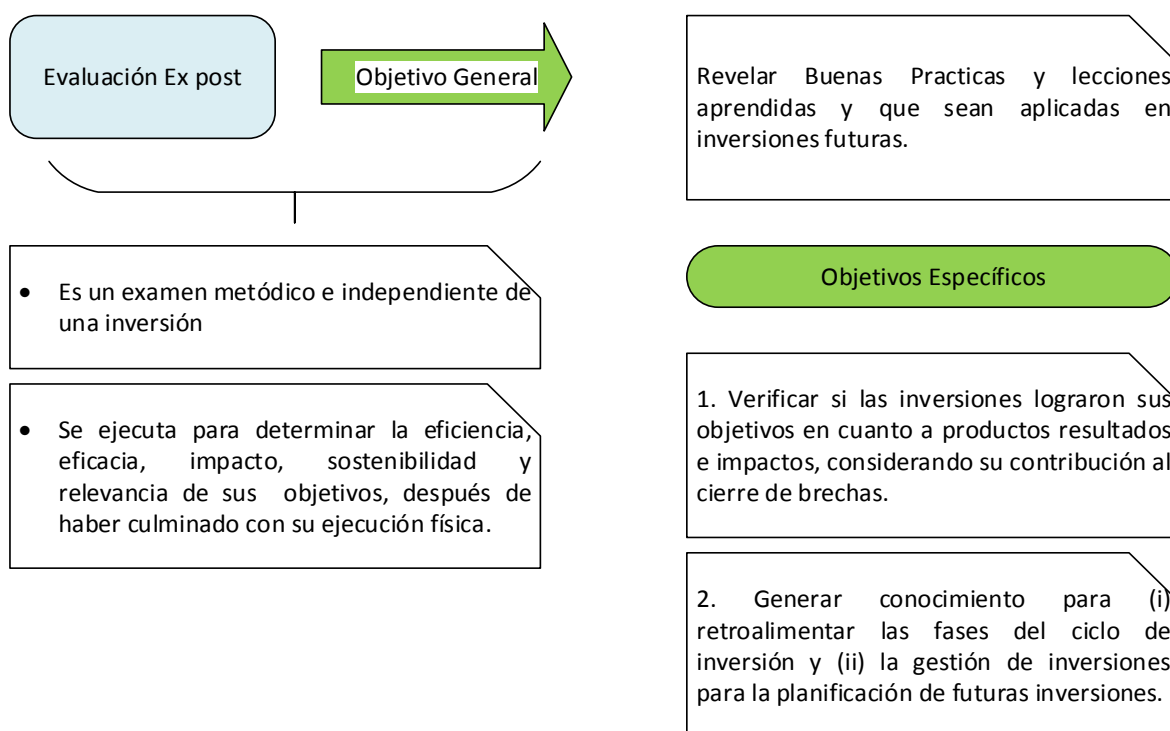 Evaluación Ex post
Objetivo General
Revelar Buenas Practicas y lecciones
aprendidas y que sean aplicadas en
inversiones futuras.
• Es un examen metódico e independiente de
una inversión
Objetivos Específicos
• Se ejecuta para determinar la eficiencia,
eficacia, impacto, sostenibilidad y
relevancia de sus objetivos, después de
haber culminado con su ejecución física.
1. Verificar si las inversiones lograron sus
objetivos en cuanto a productos resultados
e impactos, considerando su contribución al
cierre de brechas.
2. Generar conocimiento para (i)
retroalimentar las fases del ciclo de
inversión y (ii) la gestión de inversiones
para la planificación de futuras inversiones.